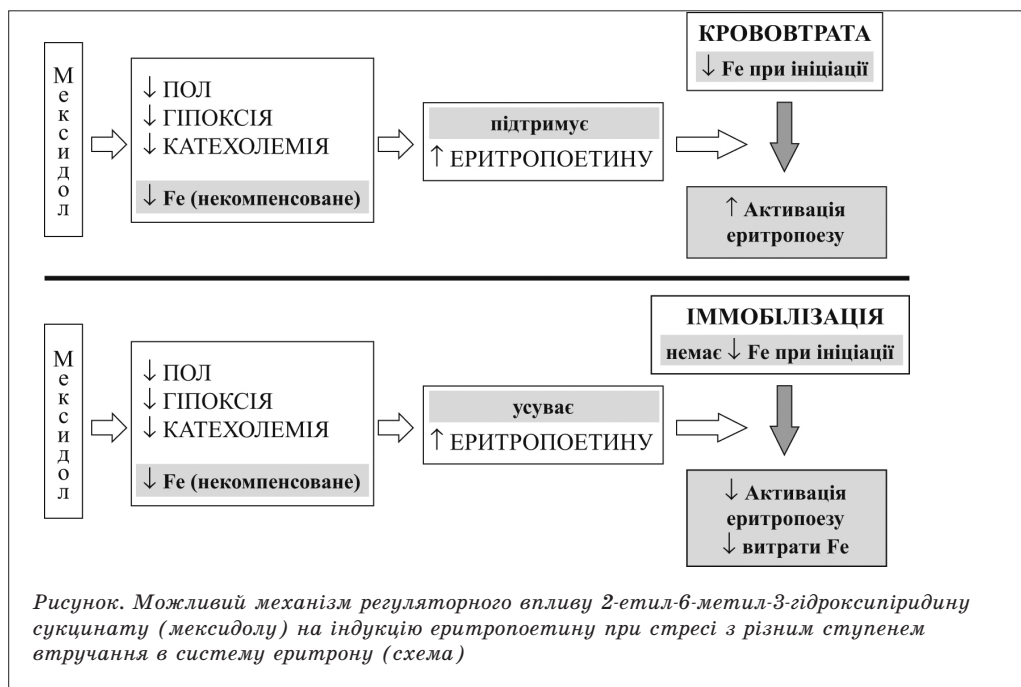 Мексидол
↓ ПОЛ
↓ ГІПОКСІЯ
↓ КАТЕХОЛЕМІЯ
↓ Fe (некомпенсоване)
підтримує
↑ ЕРИТРОПОЕТИНУ
КРОВОВТРАТА
↓ Fe при ініціації
↑ Активація
еритропоезу
Мексидол
↓ ПОЛ
↓ ГІПОКСІЯ
↓ КАТЕХОЛЕМІЯ
↓ Fe (некомпенсоване)
усуває
↑ ЕРИТРОПОЕТИНУ
ІММОБІЛІЗАЦІЯ
немає ↓ Fe при ініціації
↓ Активація
еритропоезу
↓ витрати Fe
Рисунок. Можливий механізм регуляторного впливу 2-етил-6-метил-3-гідроксипіридину
сукцинату (мексидолу) на індукцію еритропоетину при стресі з різним ступенем
втручання в систему еритрону (схема)